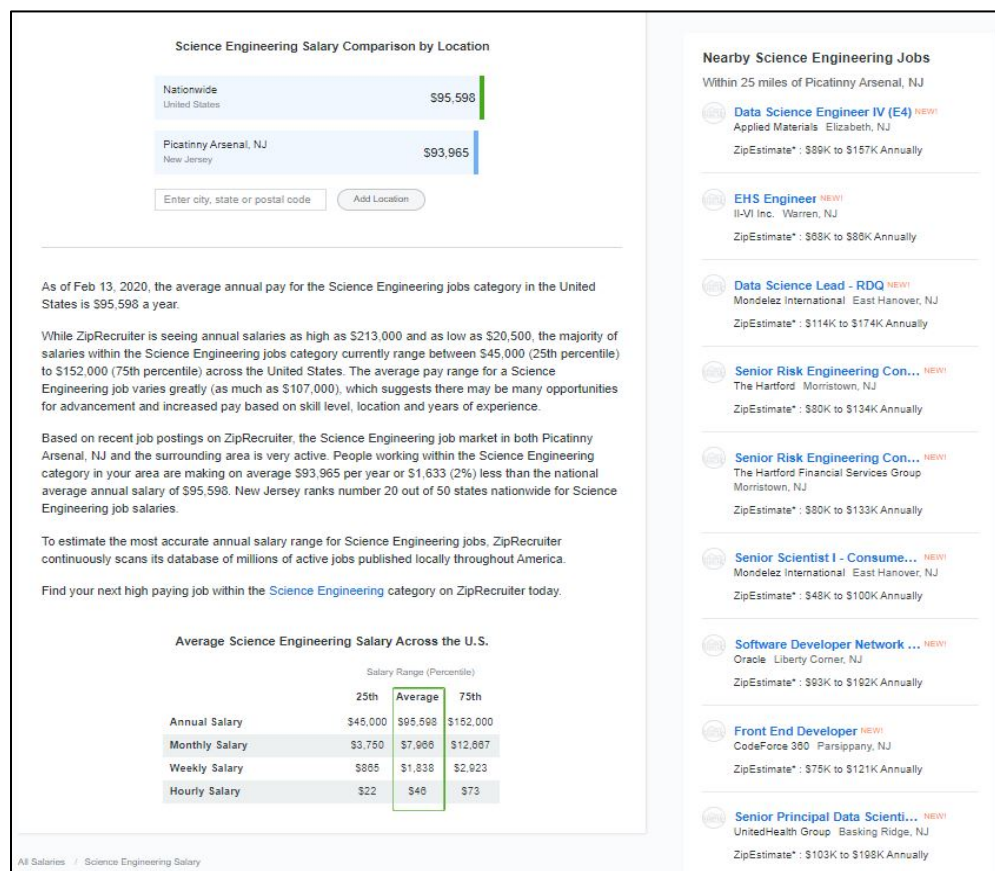 Science Engineering Salary Comparison by Location
Nationwide
United States
$95,598
Picatinny Arsenal, NJ
New Jersey
$93,965
Enter city, state or postal code
Add Location
As of Feb 13, 2020, the average annual pay for the Science Engineering jobs category in the United
States is $95,598 a year.
While ZipRecruiter is seeing annual salaries as high as $213,000 and as low as $20,500, the majority of
salaries within the Science Engineering jobs category currently range between $45,000 (25th percentile)
to $152,000 (75th percentile) across the United States. The average pay range for a Science
Engineering job varies greatly (as much as $107,000), which suggests there may be many opportunities
for advancement and increased pay based on skill level, location and years of experience.
Based on recent job postings on ZipRecruiter, the Science Engineering job market in both Picatinny
Arsenal, NJ and the surrounding area is very active. People working within the Science Engineering
category in your area are making on average $93,965 per year or $1,633 (2%) less than the national
average annual salary of $95,598. New Jersey ranks number 20 out of 50 states nationwide for Science
Engineering job salaries.
To estimate the most accurate annual salary range for Science Engineering jobs, ZipRecruiter
continuously scans its database of millions of active jobs published locally throughout America.
Find your next high paying job within the Science Engineering category on ZipRecruiter today.
Average Science Engineering Salary Across the U.S.
Salary Range (Percentile)
25th Average 75th
Annual Salary $45,000 $95,598 $152,000
Monthly Salary $3,750 $7,966 $12,667
Weekly Salary $865 $1,838 $2,923
Hourly Salary $22 $46 $73
All Salaries / Science Engineering Salary
Nearby Science Engineering Jobs
Within 25 miles of Picatinny Arsenal, NJ
Data Science Engineer IV (E4) NEW!
Applied Materials Elizabeth, NJ
ZipEstimate* : $89K to $157K Annually
EHS Engineer NEW!
II-VI Inc. Warren, NJ
ZipEstimate* : $68K to $86K Annually
Data Science Lead - RDQ NEW!
Mondelez International East Hanover, NJ
ZipEstimate* : $114K to $174K Annually
Senior Risk Engineering Con... NEW!
The Hartford Morristown, NJ
ZipEstimate* : $80K to $134K Annually
Senior Risk Engineering Con... NEW!
The Hartford Financial Services Group
Morristown, NJ
ZipEstimate* : $80K to $133K Annually
Senior Scientist I - Consume... NEW!
Mondelez International East Hanover, NJ
ZipEstimate* : $48K to $100K Annually
Software Developer Network ... NEW!
Oracle Liberty Corner, NJ
ZipEstimate* : $93K to $192K Annually
Front End Developer NEW!
CodeForce 360 Parsippany, NJ
ZipEstimate* : $75K to $121K Annually
Senior Principal Data Scienti... NEW!
UnitedHealth Group Basking Ridge, NJ
ZipEstimate* : $103K to $198K Annually